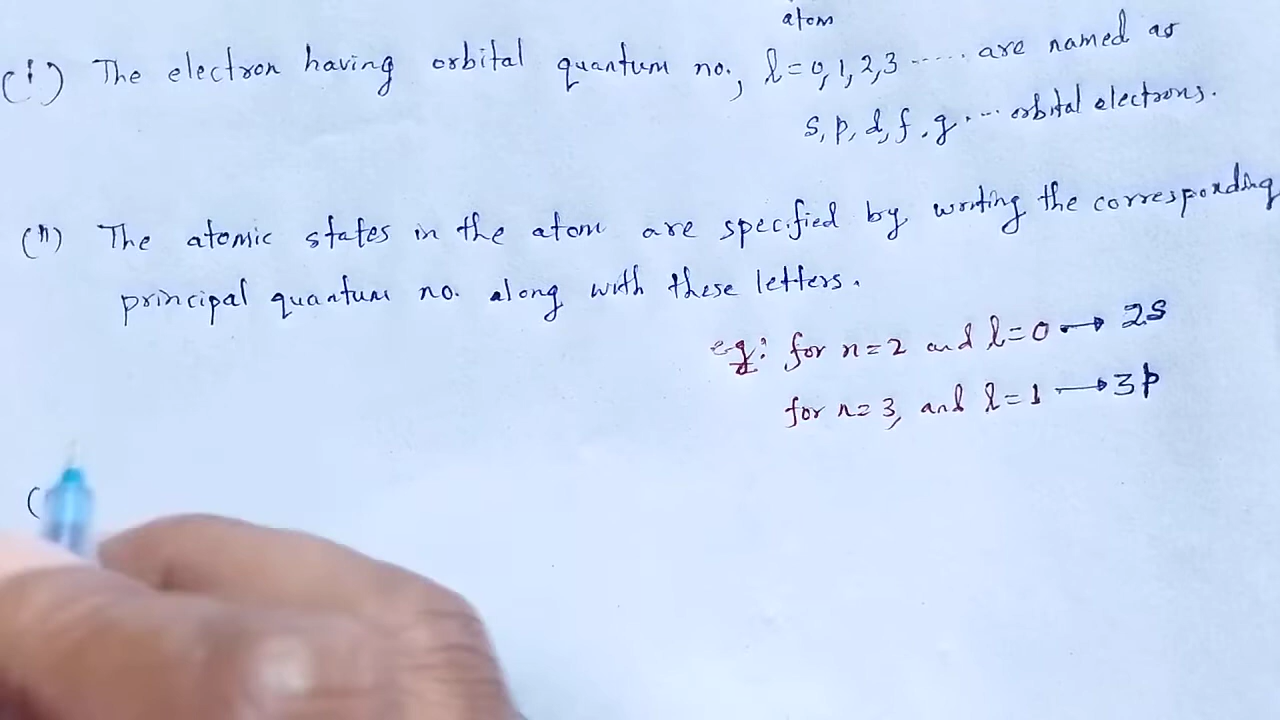 atom
(i) The electron having orbital quantum no., l=0,1,2,3 ..... are named as
s, p, d, f, g .... orbital electrons.
(ii) The atomic states in the atom are specified by writing the corresponding
principal quantum no. along with these letters.
eg: for n=2 and l=0 → 2s
for n=3, and l=1 → 3p
(